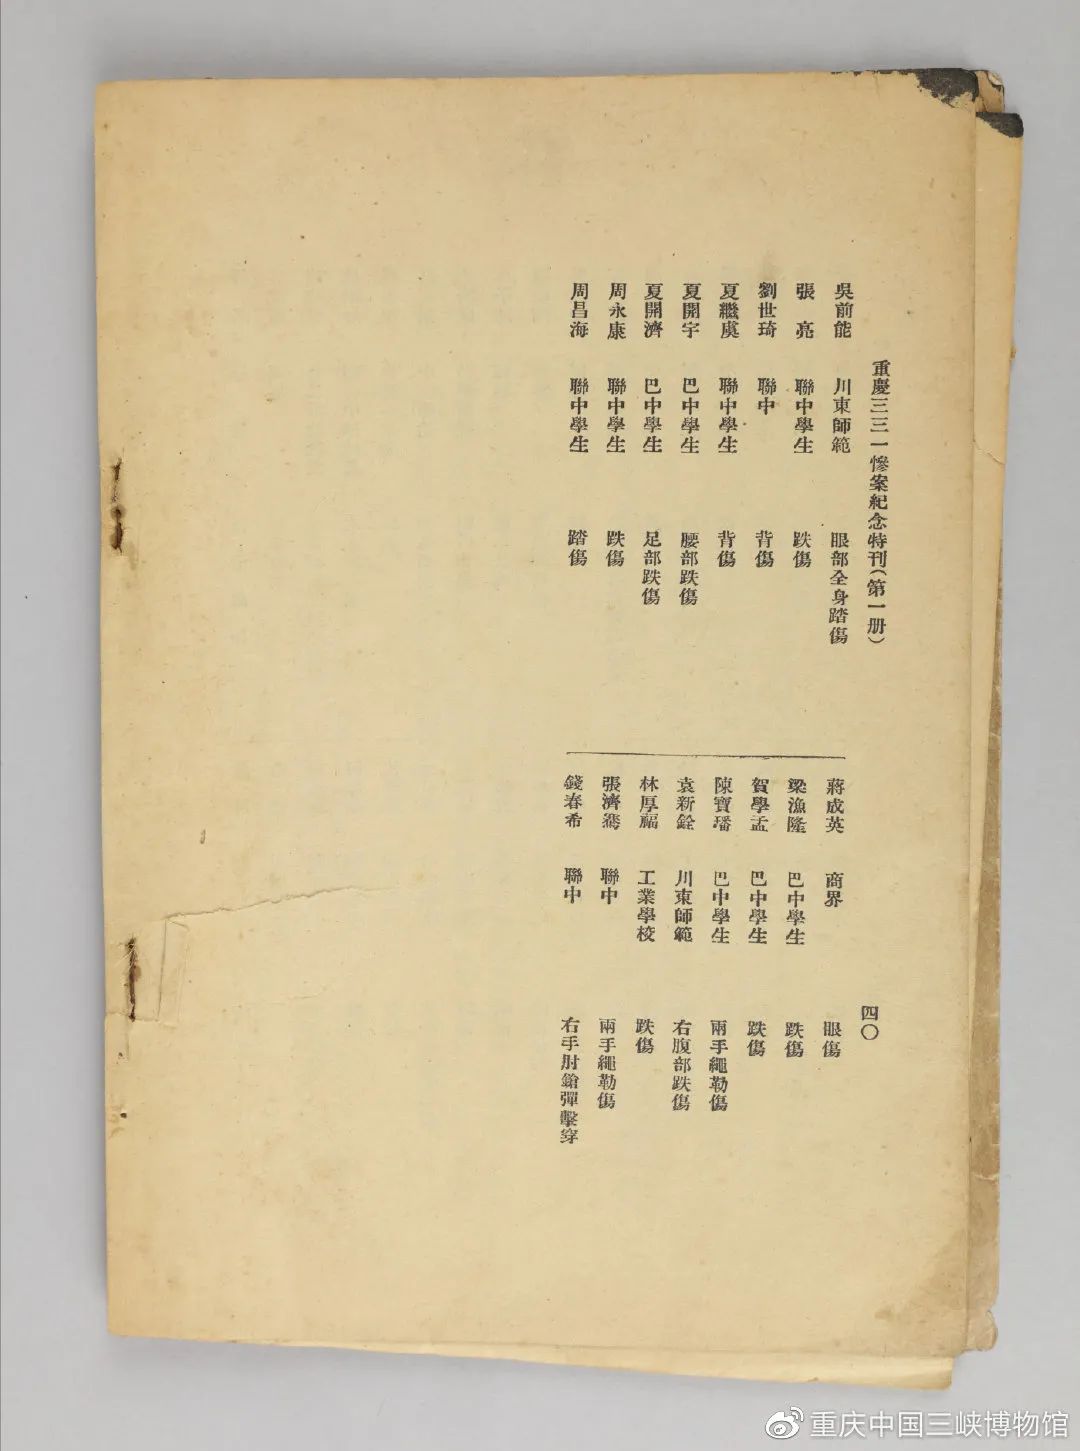 重慶三三一慘案紀念特刊(第一册)
四〇
吳前能 川東師範 眼部全身踏傷
張 亮 聯中學生 跌傷
劉世琦 聯中 背傷
夏繼虞 聯中學生 背傷
夏開宇 巴中學生 腰部跌傷
夏開濟 巴中學生 足部跌傷
周永康 聯中學生 跌傷
周昌海 聯中學生 踏傷
蔣成英 商界 眼傷
梁漁隆 巴中學生 跌傷
賀學孟 巴中學生 跌傷
陳寶璠 巴中學生 兩手繩勒傷
袁新銓 川東師範 右腹部跌傷
林厚福 工業學校 跌傷
張濟 聯中 兩手繩勒傷
錢春希 聯中 右手肘鎗彈擊穿
重庆中国三峡博物馆